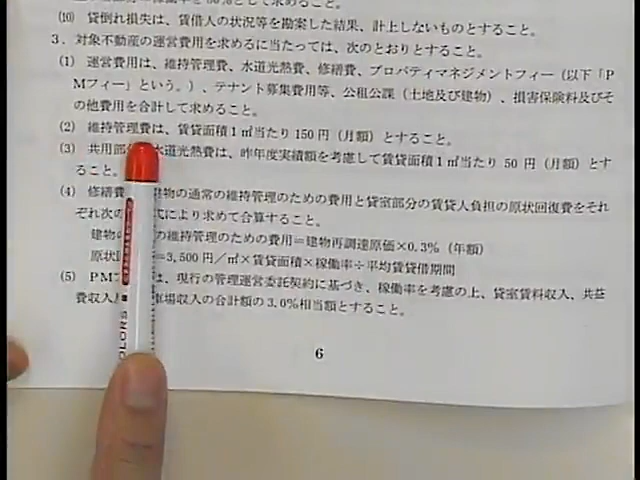 ⑽ 貸倒れ損失は、賃借人の状況等を勘案した結果、計上しないものとすること。
3．対象不動産の運営費用を求めるに当たっては、次のとおりとすること。
(1) 運営費用は、維持管理費、水道光熱費、修繕費、プロパティマネジメントフィー（以下「P
Mフィー」という。）、テナント募集費用等、公租公課（土地及び建物）、損害保険料及びそ
の他費用を合計して求めること。
(2) 維持管理費は、賃貸面積1㎡当たり150円（月額）とすること。
(3) 共用部 水道光熱費は、昨年度実績額を考慮して賃貸面積1㎡当たり50円（月額）とす
ること。
(4) 修繕費 物の通常の維持管理のための費用と貸室部分の賃貸人負担の原状回復費をそれ
ぞれ次の 式により求めて合算すること。
建物 の維持管理のための費用＝建物再調達原価×0.3%（年額）
原状 ＝3,500円／㎡×賃貸面積×稼働率÷平均賃貸借期間
(5) PM は、現行の管理運営委託契約に基づき、稼働率を考慮の上、貸室賃料収入、共益
費収入 車場収入の合計額の3.0%相当額とすること。
COLORS
6